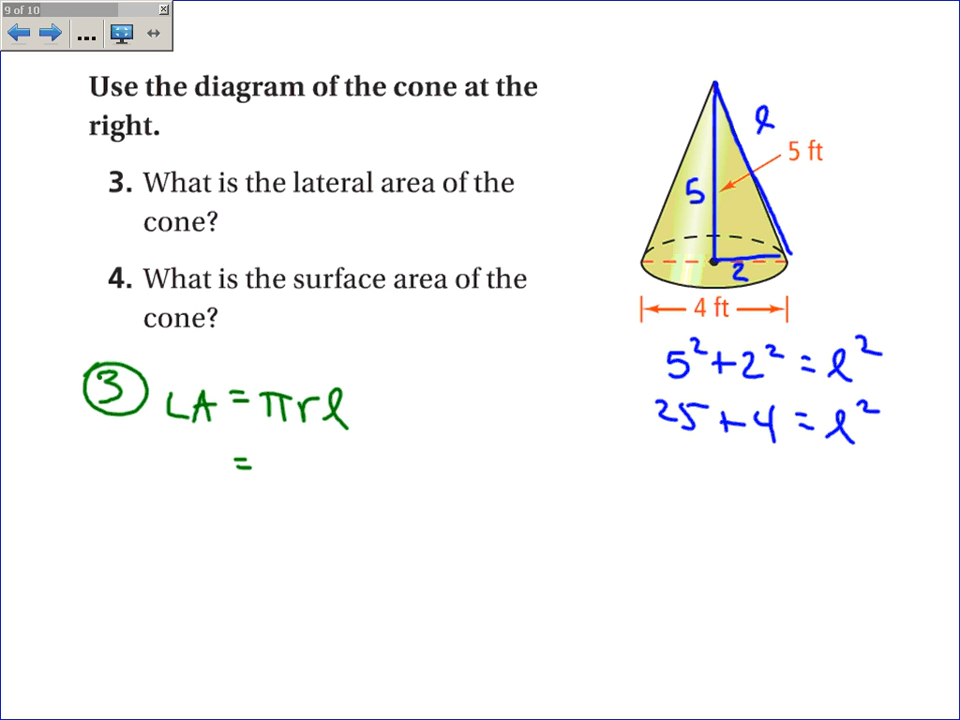 9 of 10
Use the diagram of the cone at the
right.
3. What is the lateral area of the
cone?
4. What is the surface area of the
cone?
l
5 ft
5
2
4 ft
5² + 2² = l²
25 + 4 = l²
3 LA = πrl
=